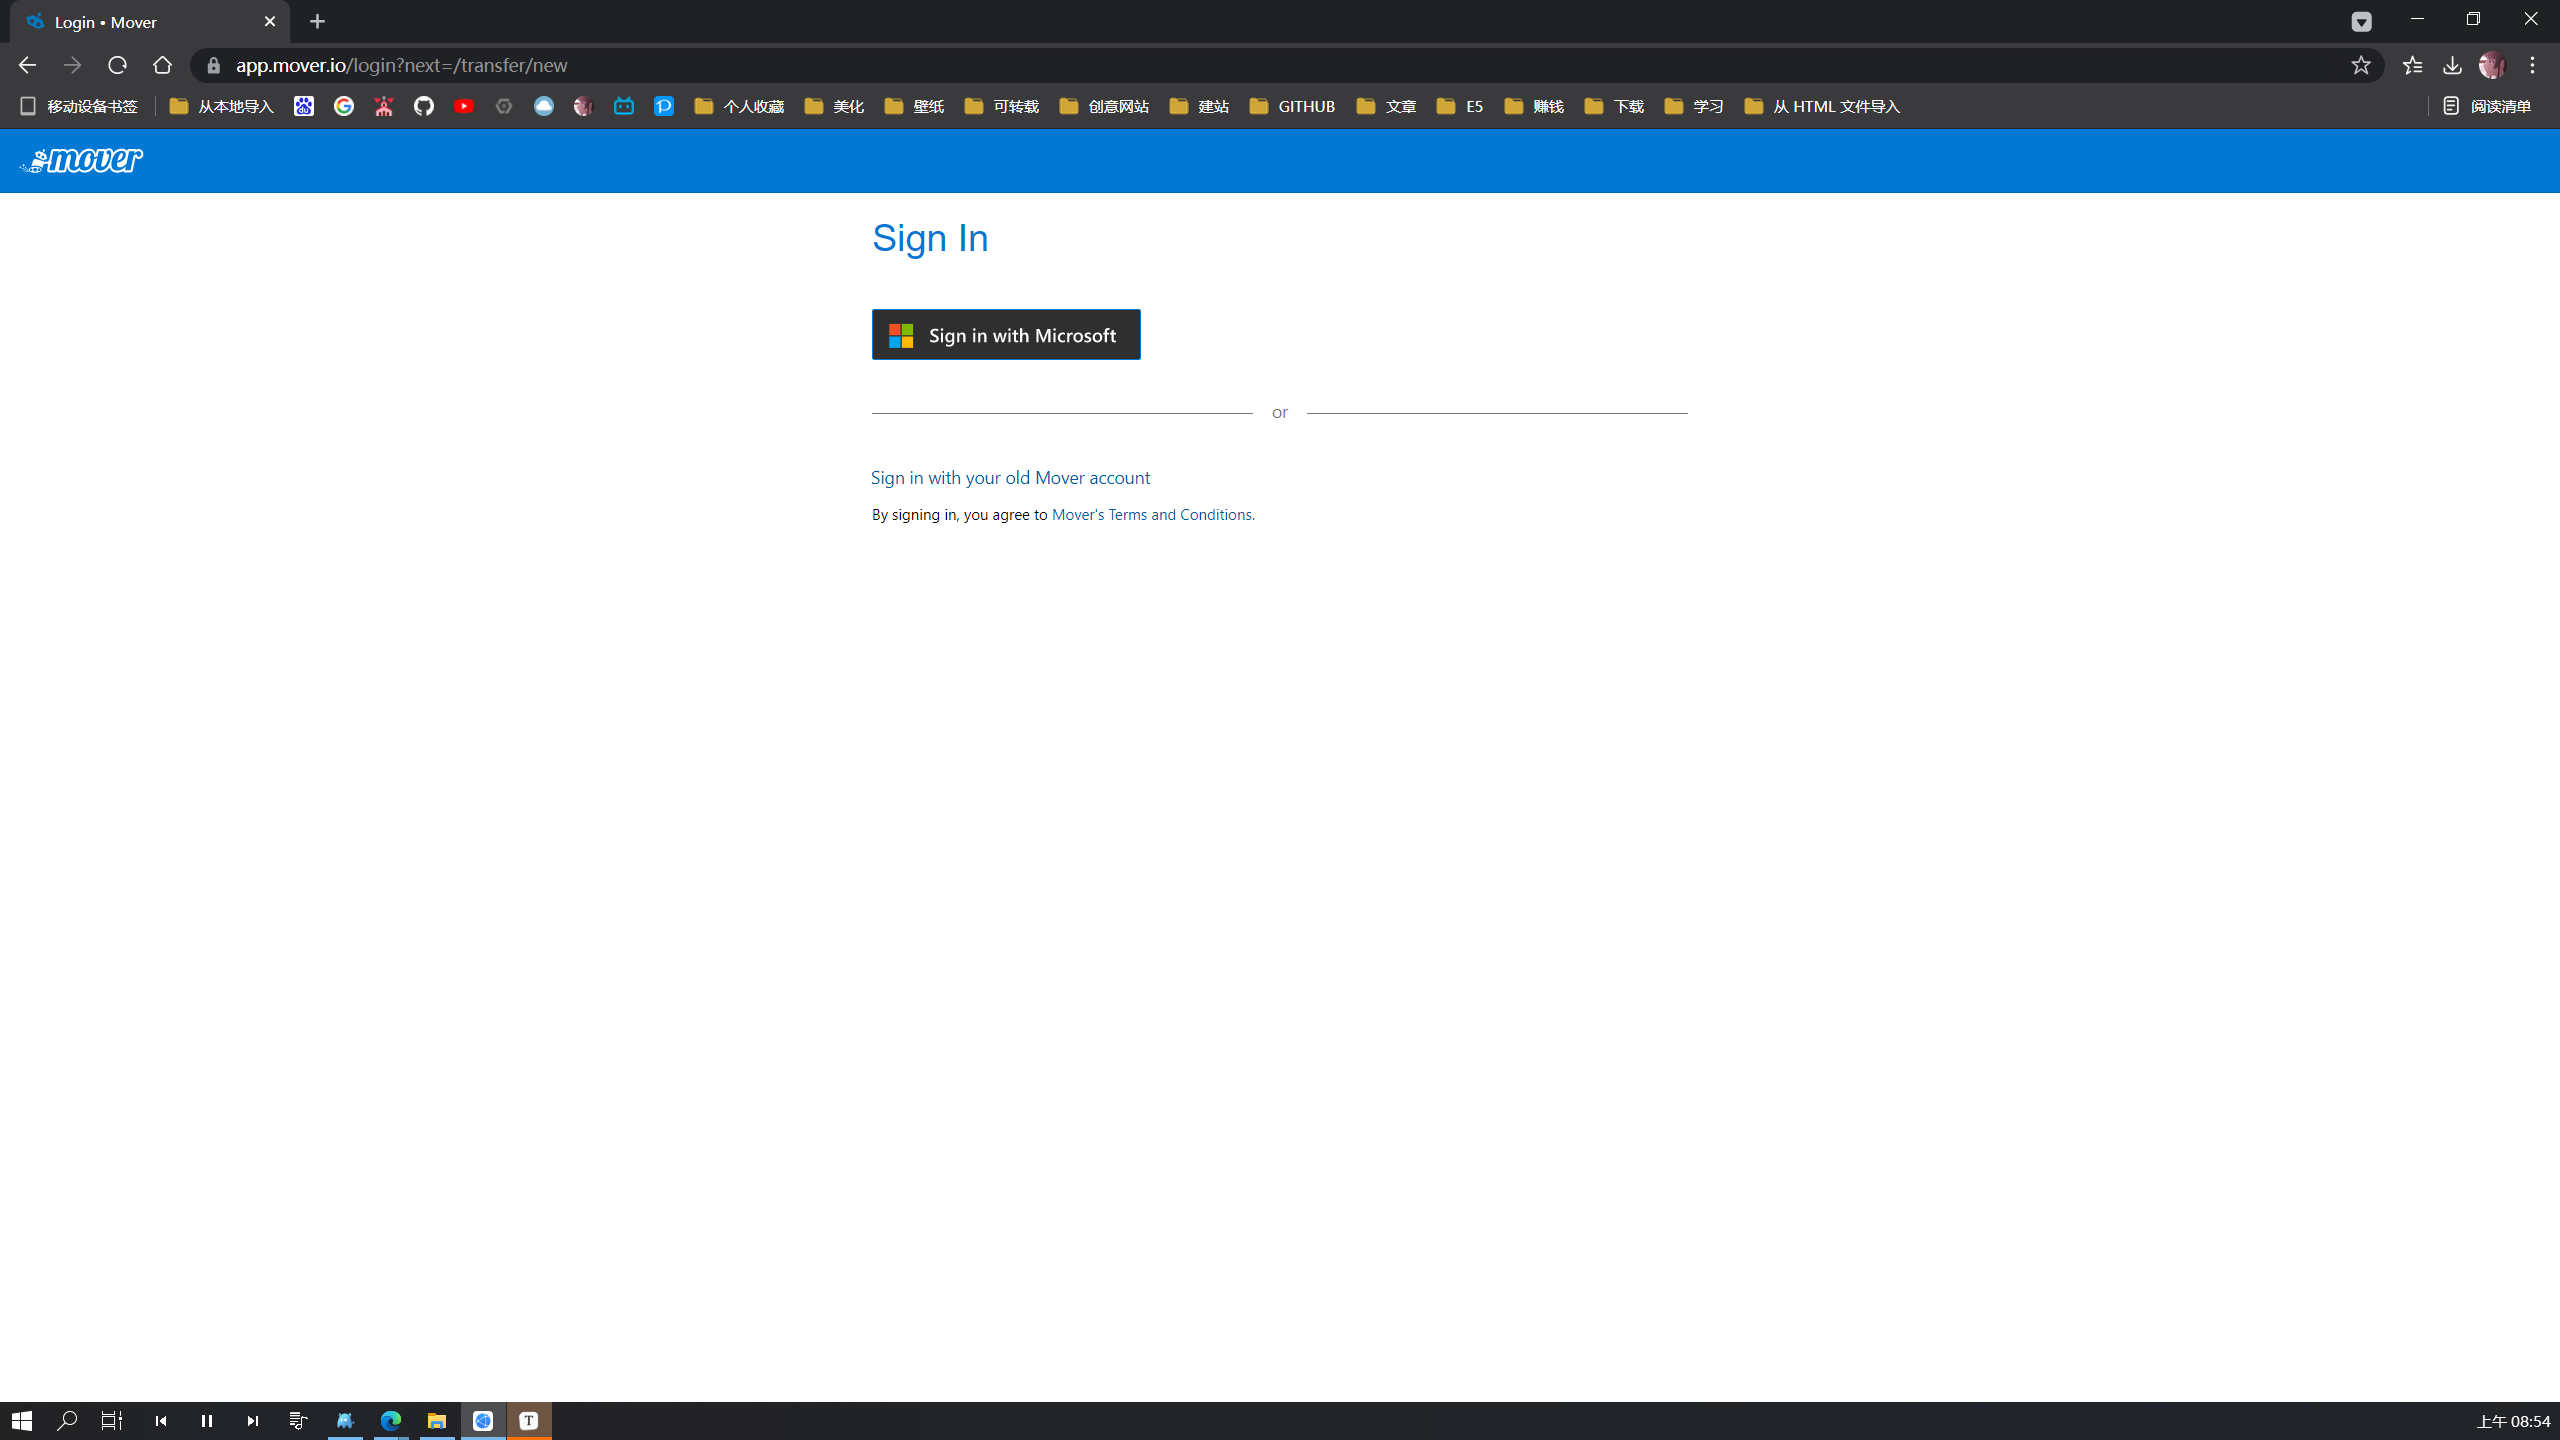 Login • Mover
app.mover.io/login?next=/transfer/new
移动设备书签 从本地导入 个人收藏 美化 壁纸 可转载 创意网站 建站 GITHUB 文章 E5 赚钱 下载 学习 从 HTML 文件导入 阅读清单
mover
Sign In
Sign in with Microsoft
or
Sign in with your old Mover account
By signing in, you agree to Mover's Terms and Conditions.
上午 08:54